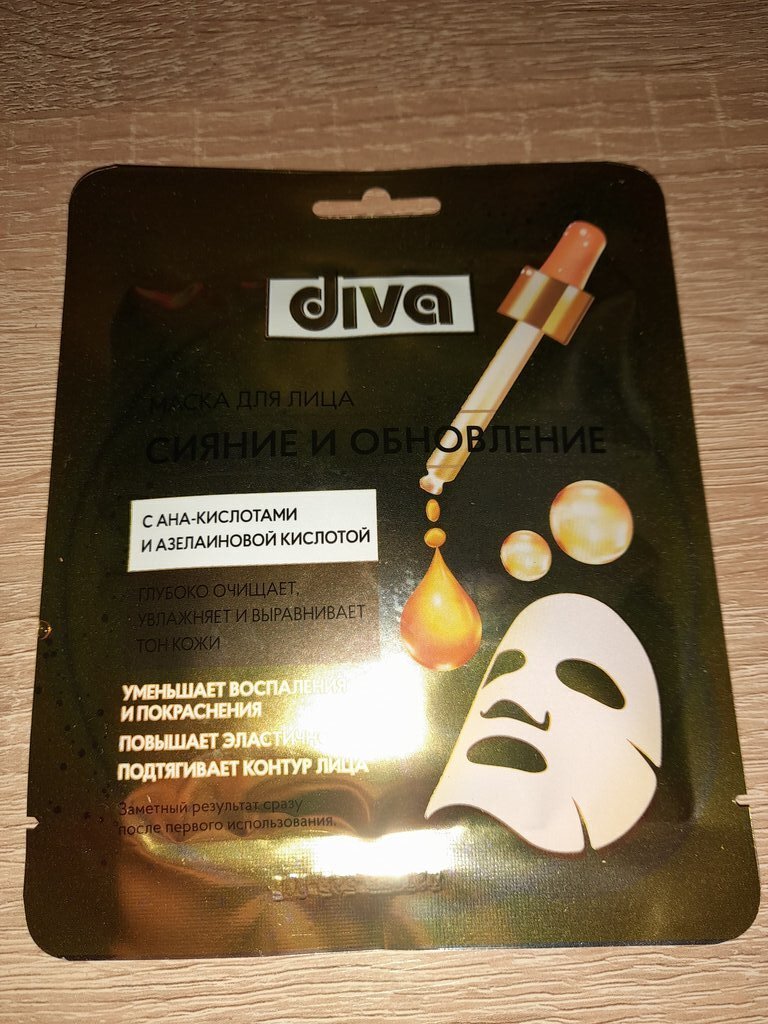 diva
МАСКА ДЛЯ ЛИЦА
СИЯНИЕ И ОБНОВЛЕНИЕ
С АНА-КИСЛОТАМИ
И АЗЕЛАИНОВОЙ КИСЛОТОЙ
ГЛУБОКО ОЧИЩАЕТ,
УВЛАЖНЯЕТ И ВЫРАВНИВАЕТ
ТОН КОЖИ
УМЕНЬШАЕТ ВОСПАЛЕНИЯ
И ПОКРАСНЕНИЯ
ПОВЫШАЕТ
ПОДТЯГИВАЕТ КОНТУР ЛИЦА
Заметный результат сразу
после первого использования.